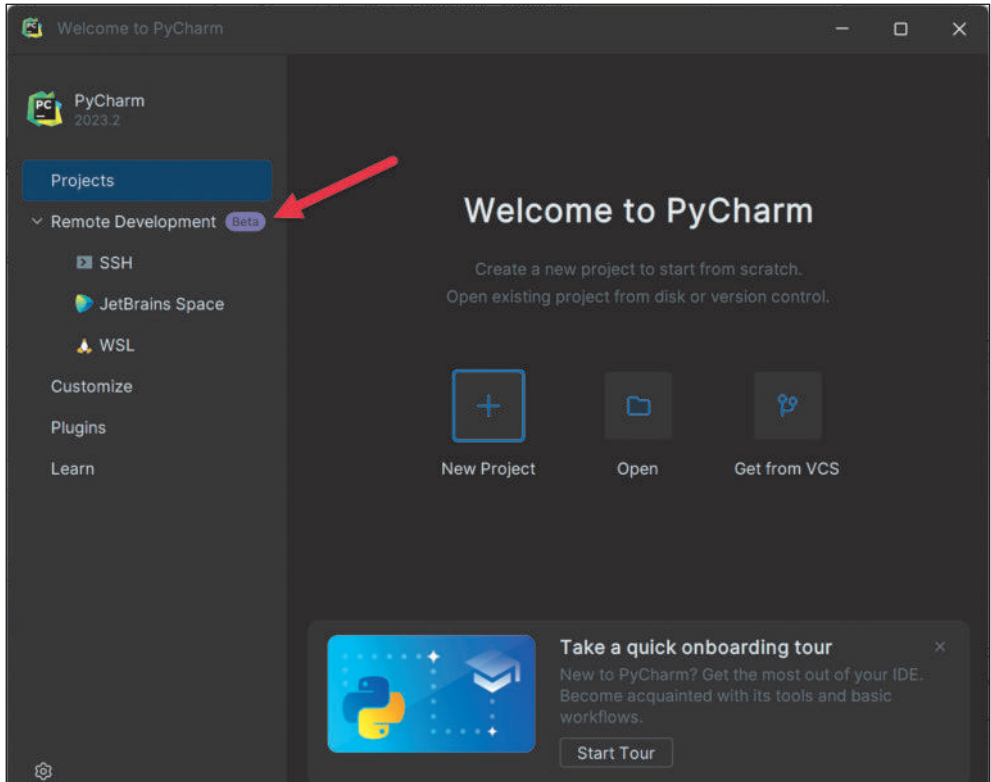 Welcome to PyCharm
PyCharm
2023.2
Projects
Remote Development Beta
SSH
JetBrains Space
WSL
Customize
Plugins
Learn
Welcome to PyCharm
Create a new project to start from scratch.
Open existing project from disk or version control.
New Project
Open
Get from VCS
Take a quick onboarding tour
New to PyCharm? Get the most out of your IDE.
Become acquainted with its tools and basic
workflows.
Start Tour
PC